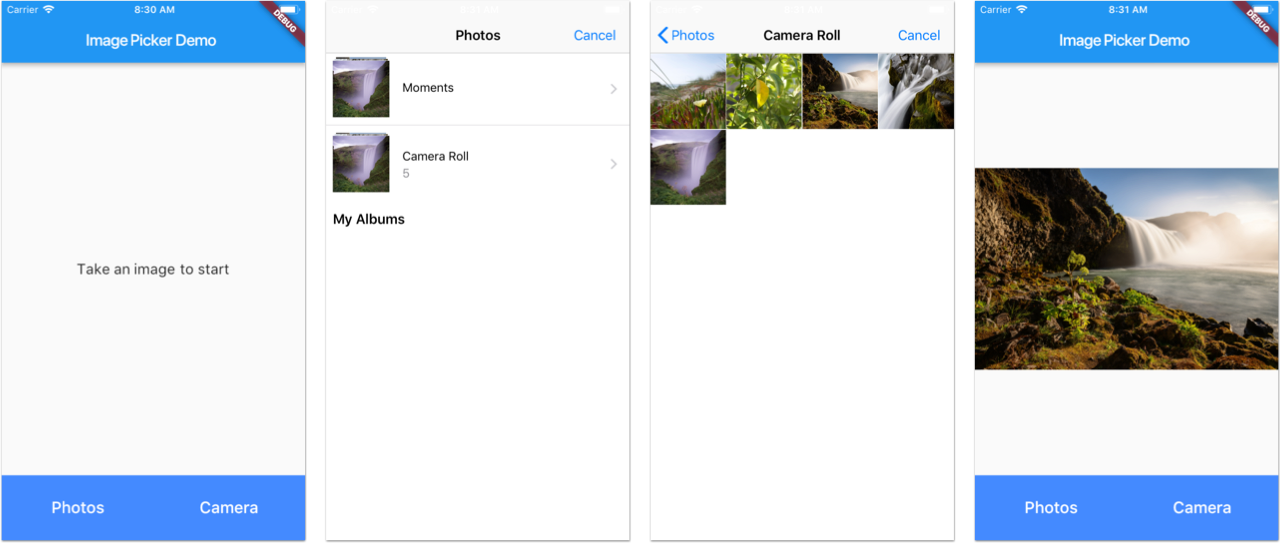 Carrier 8:30 AM
DEBUG
Image Picker Demo
Take an image to start
Photos Camera
Photos Cancel
Moments
Camera Roll
5
My Albums
Photos Camera Roll Cancel
Carrier 8:31 AM
DEBUG
Image Picker Demo
Photos Camera